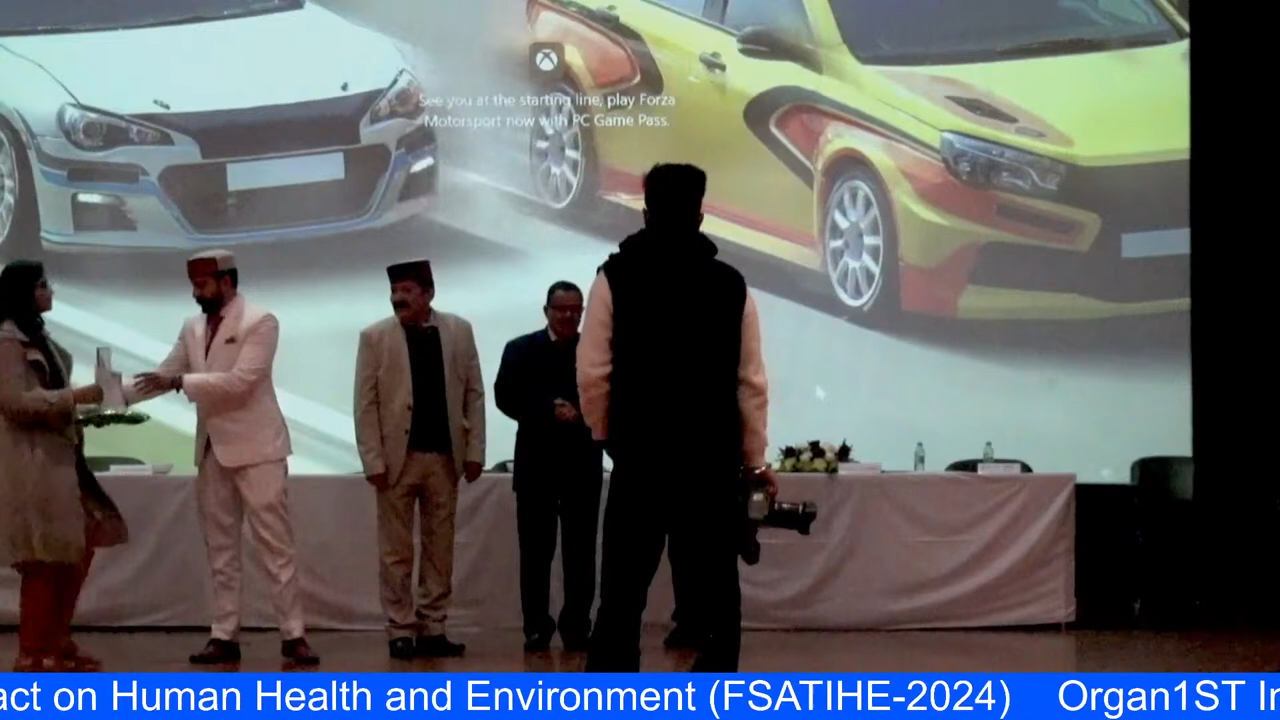 See you at the starting line, play Forza
Motorsport now with PC Game Pass.
act on Human Health and Environment (FSATIHE-2024) Organ1ST In